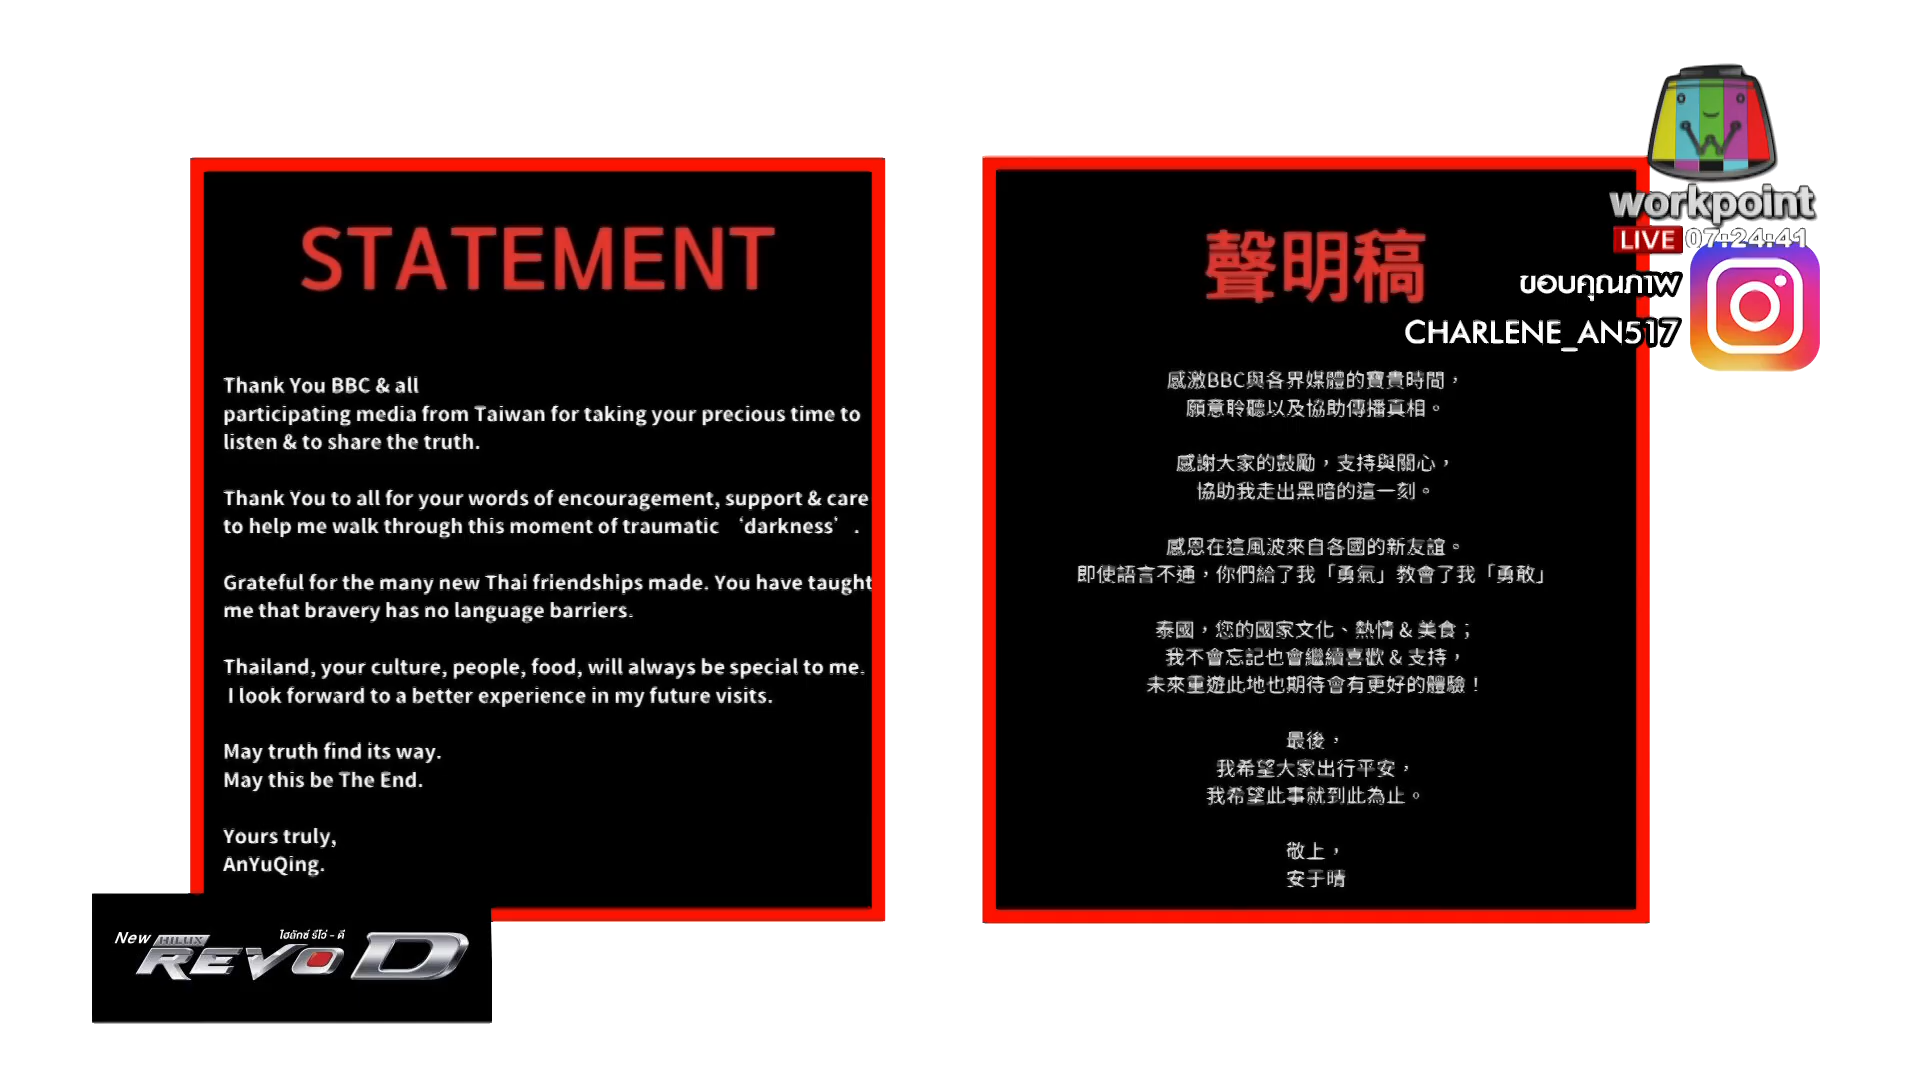 STATEMENT
Thank You BBC & all
participating media from Taiwan for taking your precious time to
listen & to share the truth.
Thank You to all for your words of encouragement, support & care
to help me walk through this moment of traumatic ‘darkness’.
Grateful for the many new Thai friendships made. You have taught
me that bravery has no language barriers.
Thailand, your culture, people, food, will always be special to me.
I look forward to a better experience in my future visits.
May truth find its way.
May this be The End.
Yours truly,
AnYuQing.
聲明稿
感激BBC與各界媒體的寶貴時間，
願意聆聽以及協助傳播真相。
感謝大家的鼓勵，支持與關心，
協助我走出黑暗的這一刻。
感恩在這風波來自各國的新友誼。
即使語言不通，你們給了我「勇氣」教會了我「勇敢」
泰國，您的國家文化、熱情 & 美食；
我不會忘記也會繼續喜歡 & 支持，
未來重遊此地也期待會有更好的體驗！
最後，
我希望大家出行平安，
我希望此事就到此為止。
敬上，
安于晴
workpoint
LIVE 07:24:41
ขอบคุณภาพ
CHARLENE_AN517
New HILUX ไฮลักซ์ รีโว่ - ดี
REVO D